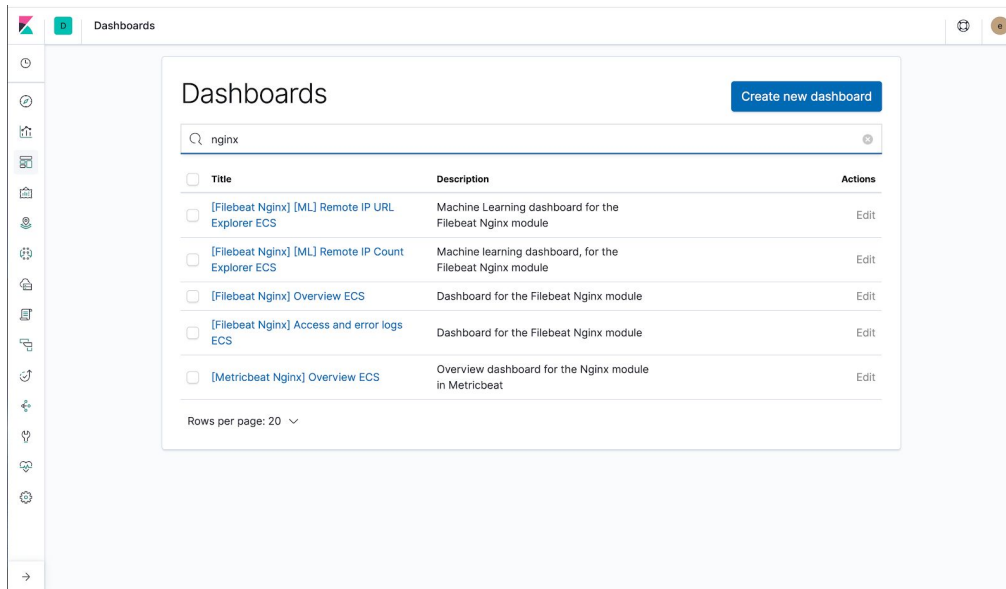 D Dashboards e
Dashboards
Create new dashboard
nginx
Title Description Actions
[Filebeat Nginx] [ML] Remote IP URL Machine Learning dashboard for the
Explorer ECS Filebeat Nginx module Edit
[Filebeat Nginx] [ML] Remote IP Count Machine learning dashboard, for the
Explorer ECS Filebeat Nginx module Edit
[Filebeat Nginx] Overview ECS Dashboard for the Filebeat Nginx module Edit
[Filebeat Nginx] Access and error logs
ECS Dashboard for the Filebeat Nginx module Edit
[Metricbeat Nginx] Overview ECS Overview dashboard for the Nginx module
in Metricbeat Edit
Rows per page: 20